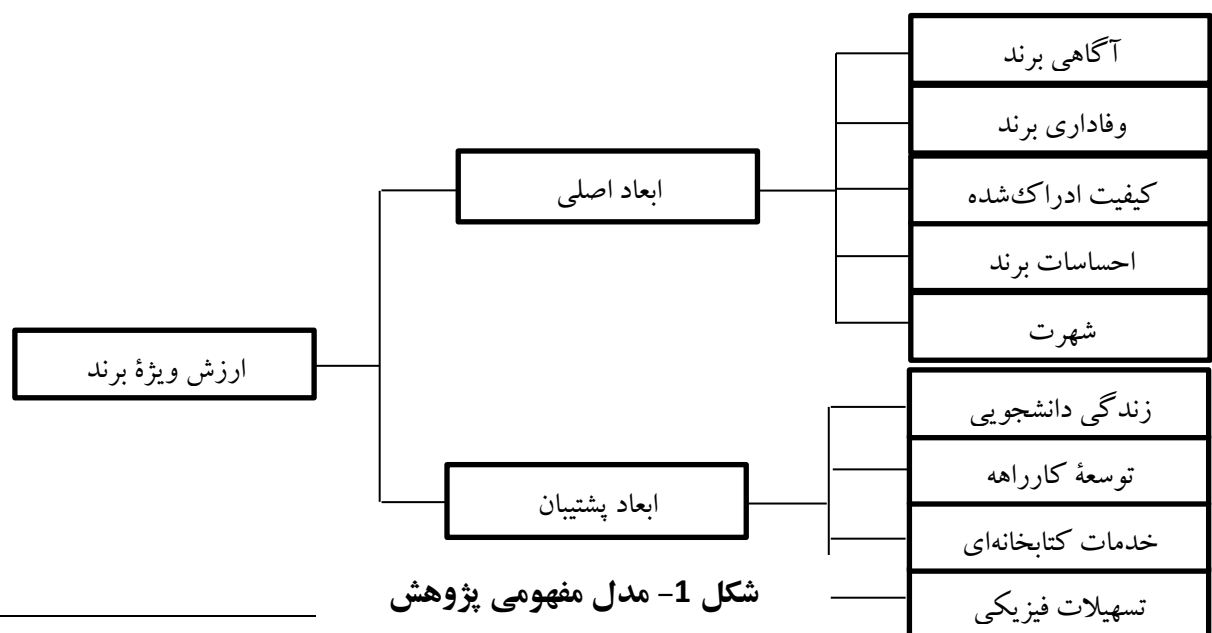 آگاهی برند
وفاداری برند
کیفیت ادراک‌شده
احساسات برند
شهرت
ابعاد اصلی
ارزش ویژهٔ برند
زندگی دانشجویی
توسعهٔ کارراهه
خدمات کتابخانه‌ای
تسهیلات فیزیکی
ابعاد پشتیبان
شکل 1- مدل مفهومی پژوهش